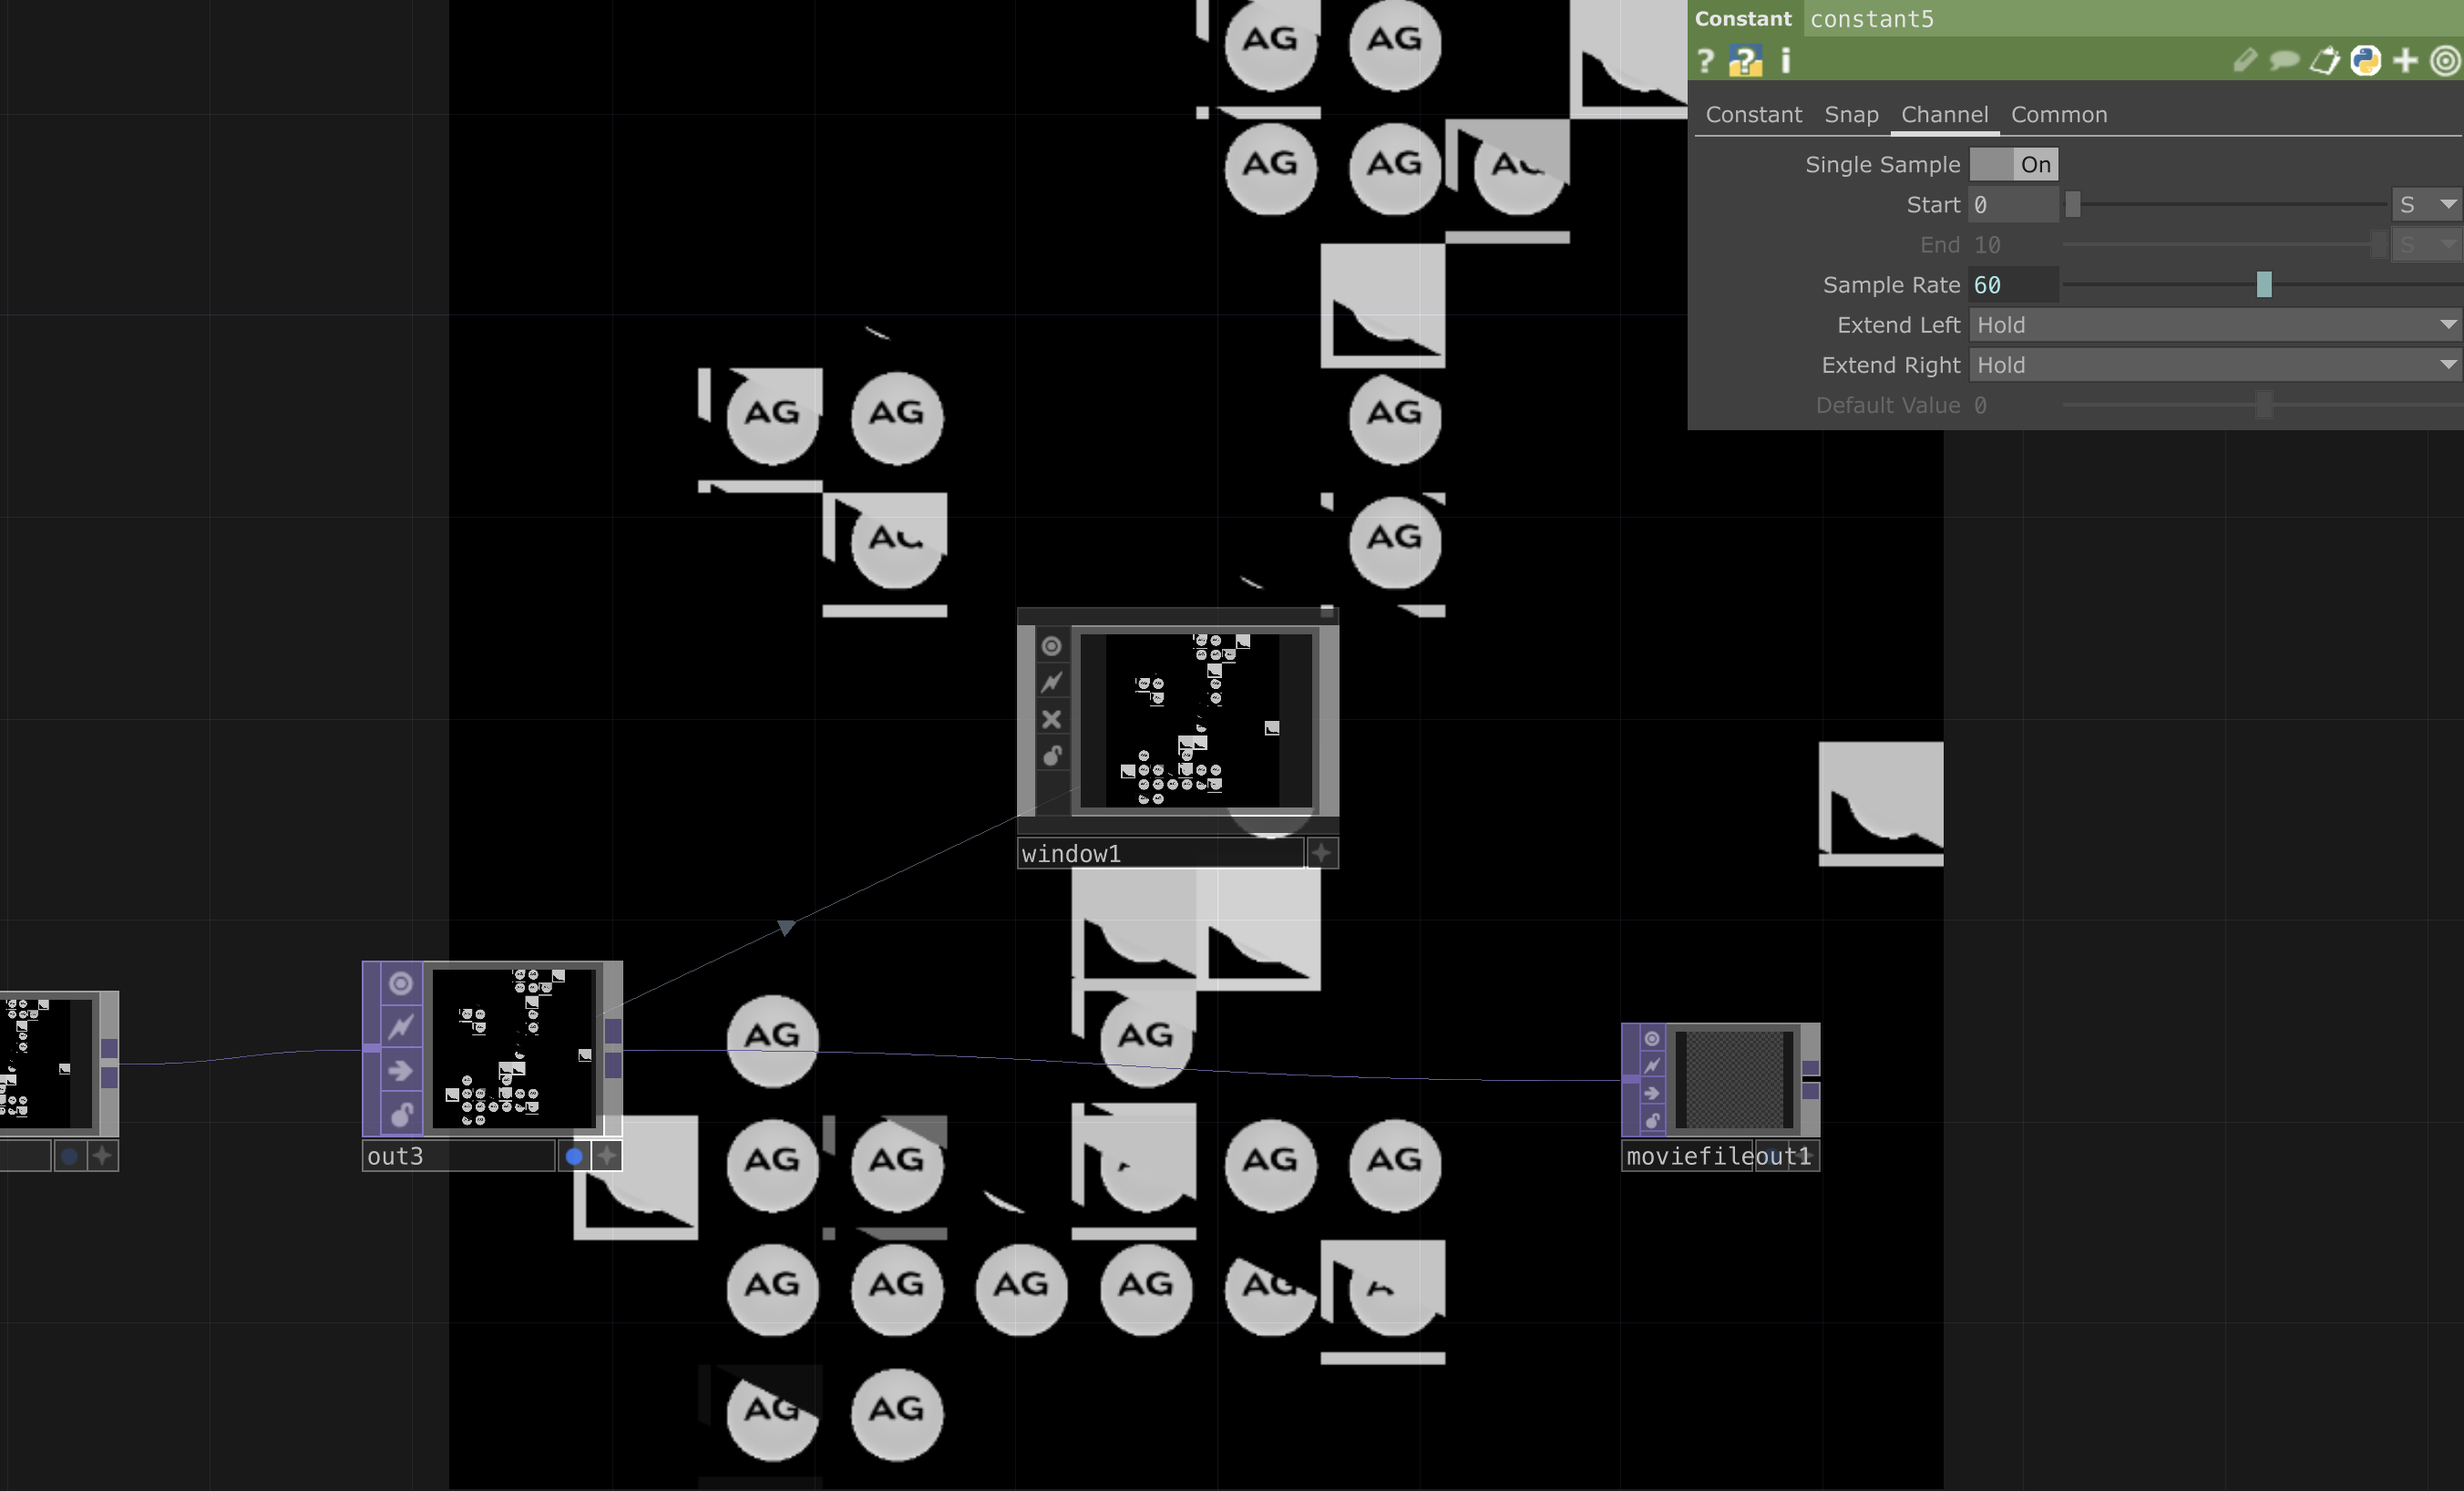 Constant constant5
? ? i
Constant Snap Channel Common
Single Sample On
Start 0 S
End 10 S
Sample Rate 60
Extend Left Hold
Extend Right Hold
Default Value 0
AG AG
AG AG
AG AG
AG
AG
window1
AG AG
out3
moviefileout1
AG AG AG AG
AG AG AG AG AG A
AG AG